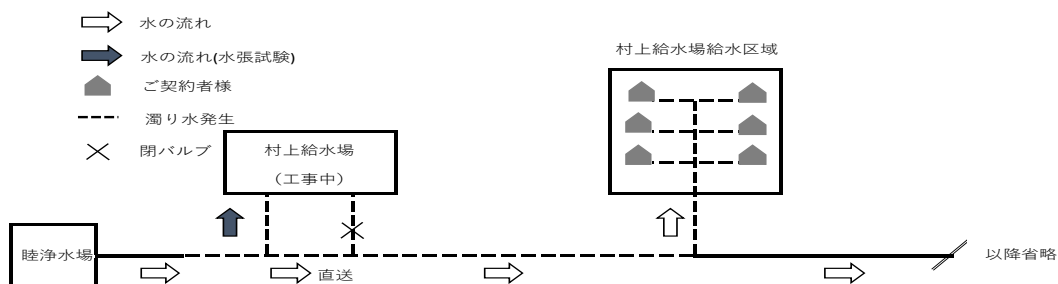 水の流れ
水の流れ(水張試験)
ご契約者様
濁り水発生
閉バルブ
村上給水場
（工事中）
村上給水場給水区域
睦浄水場
直送
以降省略